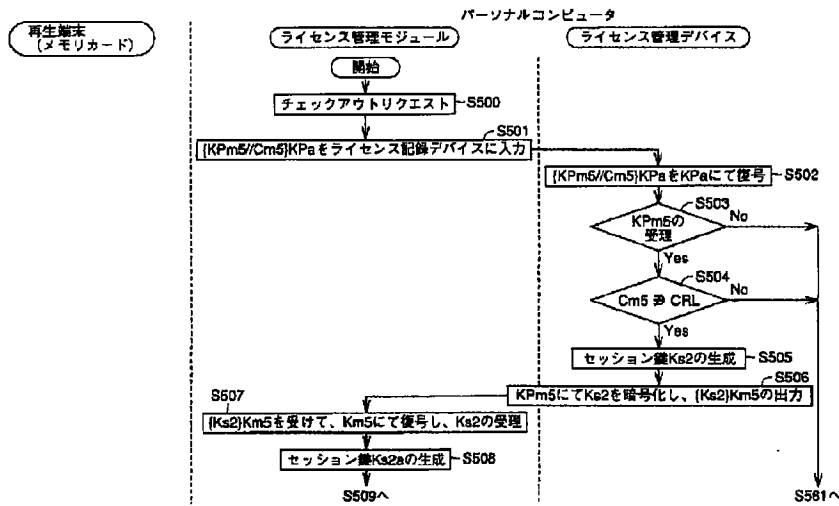 パーソナルコンピュータ
再生端末
(メモリカード)
ライセンス管理モジュール
ライセンス管理デバイス
開始
チェックアウトリクエスト
S500
S501
{KPm5//Cm5}KPaをライセンス記録デバイスに入力
{KPm5//Cm5}KPaをKPaにて復号
S502
S503
KPm5の
受理
No
Yes
S504
Cm5 ∌ CRL
No
Yes
セッション鍵Ks2の生成
S505
S506
KPm5にてKs2を暗号化し、{Ks2}Km5の出力
S507
{Ks2}Km5を受けて、Km5にて復号し、Ks2の受理
セッション鍵Ks2aの生成
S508
S509へ
S561へ